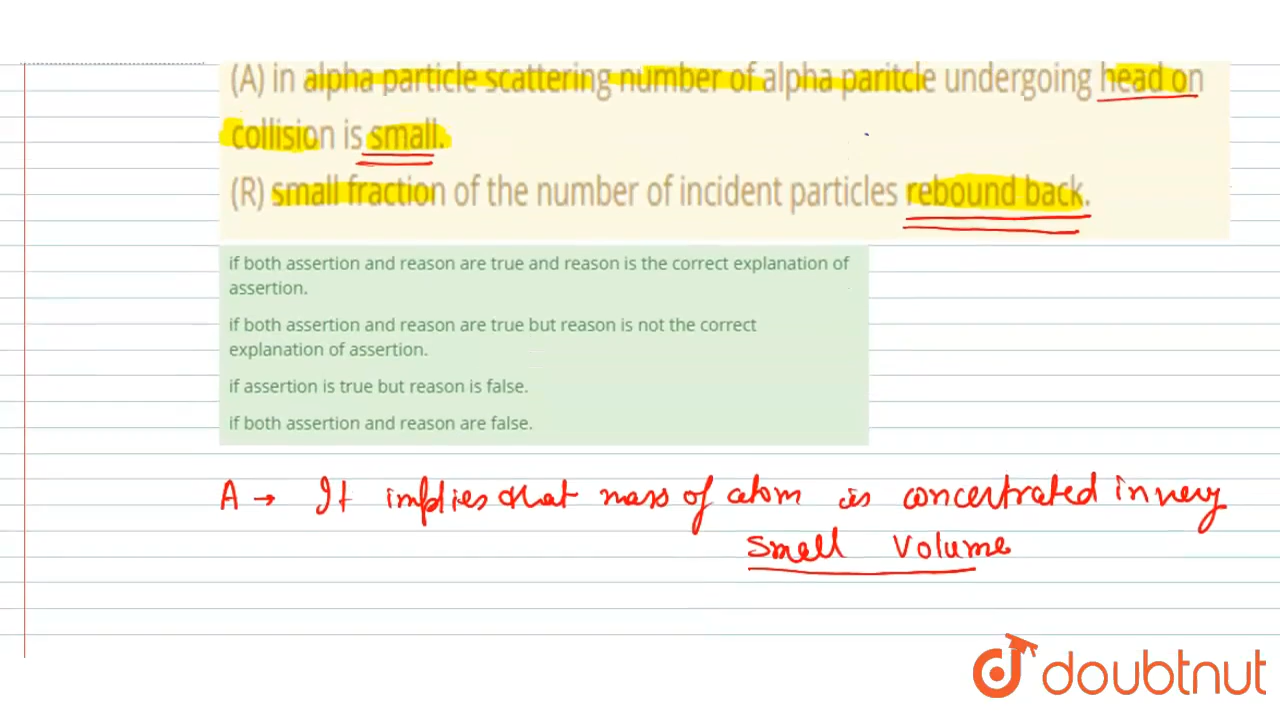 (A) in alpha particle scattering number of alpha paritcle undergoing head on
collision is small.
(R) small fraction of the number of incident particles rebound back.
if both assertion and reason are true and reason is the correct explanation of
assertion.
if both assertion and reason are true but reason is not the correct
explanation of assertion.
if assertion is true but reason is false.
if both assertion and reason are false.
A → It implies that mass of atom is concentrated in very
small volume
doubtnut